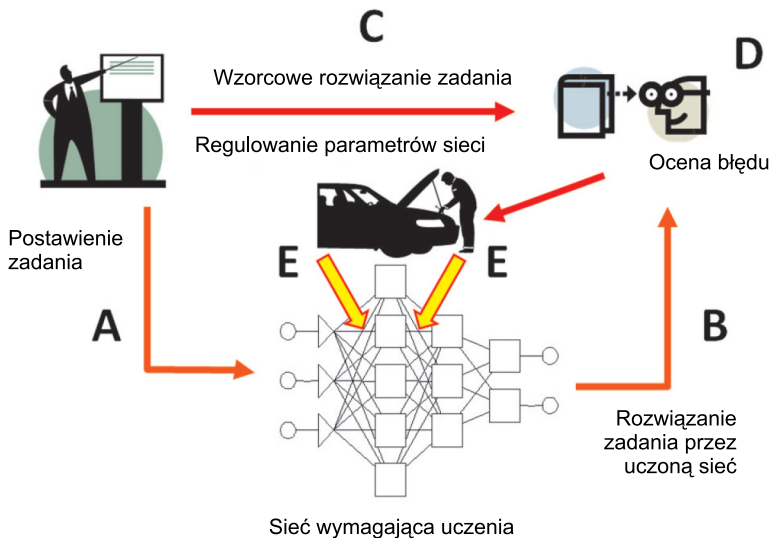 C
D
Wzorcowe rozwiązanie zadania
Regulowanie parametrów sieci
Ocena błędu
Postawienie
zadania
E
E
A
B
Rozwiązanie
zadania przez
uczoną sieć
Sieć wymagająca uczenia